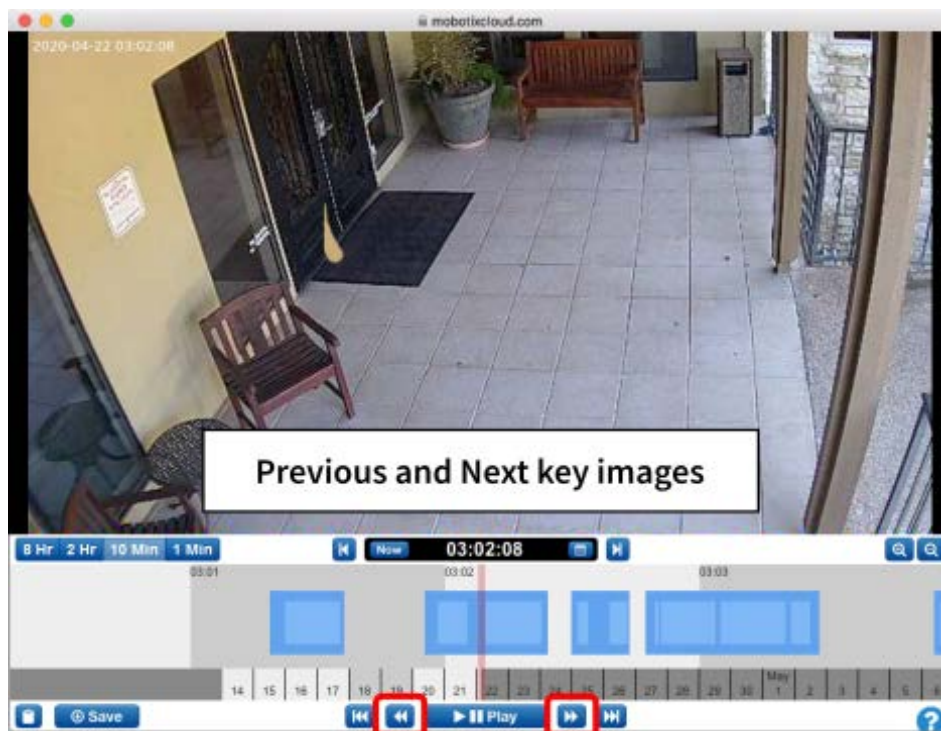 mobotixcloud.com
2020-04-22 03:02:08
Previous and Next key images
8 Hr 2 Hr 10 Min 1 Min Now 03:02:08
03:01 03:02 03:03
May
14 15 16 17 18 19 20 21 22 23 24 25 26 27 28 29 30 1 2 3 4 5 6
Save Play ?